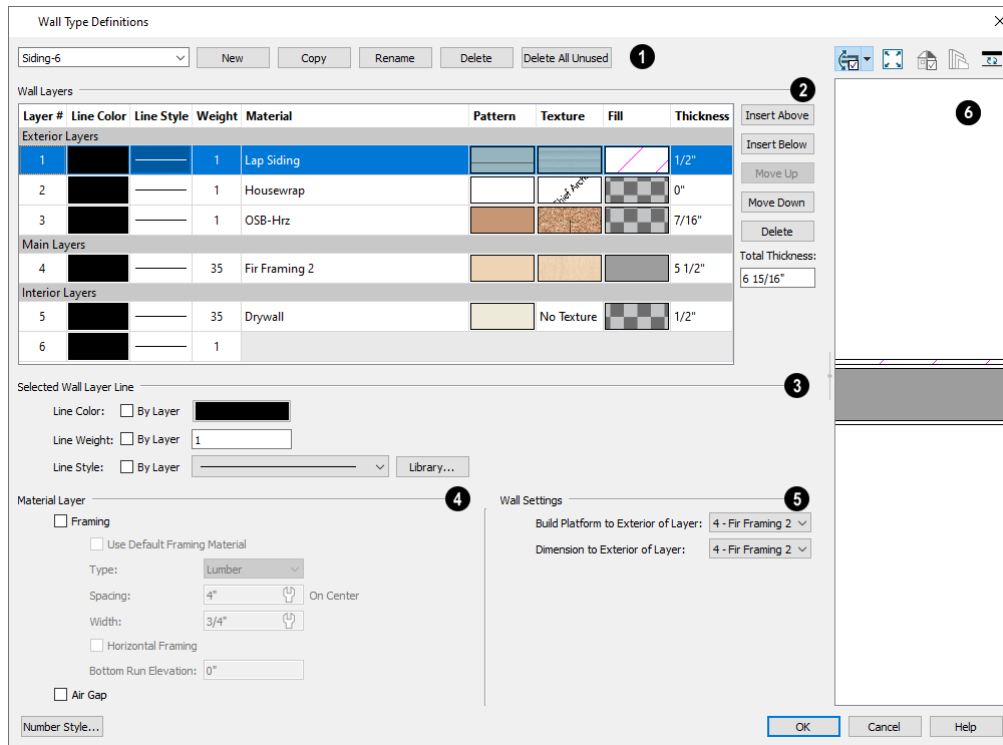 Wall Type Definitions
Siding-6 New Copy Rename Delete Delete All Unused 1
Wall Layers 2
Layer # Line Color Line Style Weight Material Pattern Texture Fill Thickness Insert Above 6
Exterior Layers
1 1 Lap Siding 1/2" Insert Below
2 1 Housewrap Chief Arch 0" Move Up
3 1 OSB-Hrz 7/16" Move Down
Main Layers Delete
4 35 Fir Framing 2 5 1/2" Total Thickness:
Interior Layers 6 15/16"
5 35 Drywall No Texture 1/2"
6 1
Selected Wall Layer Line 3
Line Color: By Layer
Line Weight: By Layer 1
Line Style: By Layer Library...
Material Layer 4 Wall Settings 5
Framing Build Platform to Exterior of Layer: 4 - Fir Framing 2
Use Default Framing Material Dimension to Exterior of Layer: 4 - Fir Framing 2
Type: Lumber
Spacing: 4" On Center
Width: 3/4"
Horizontal Framing
Bottom Run Elevation: 0"
Air Gap
Number Style... OK Cancel Help